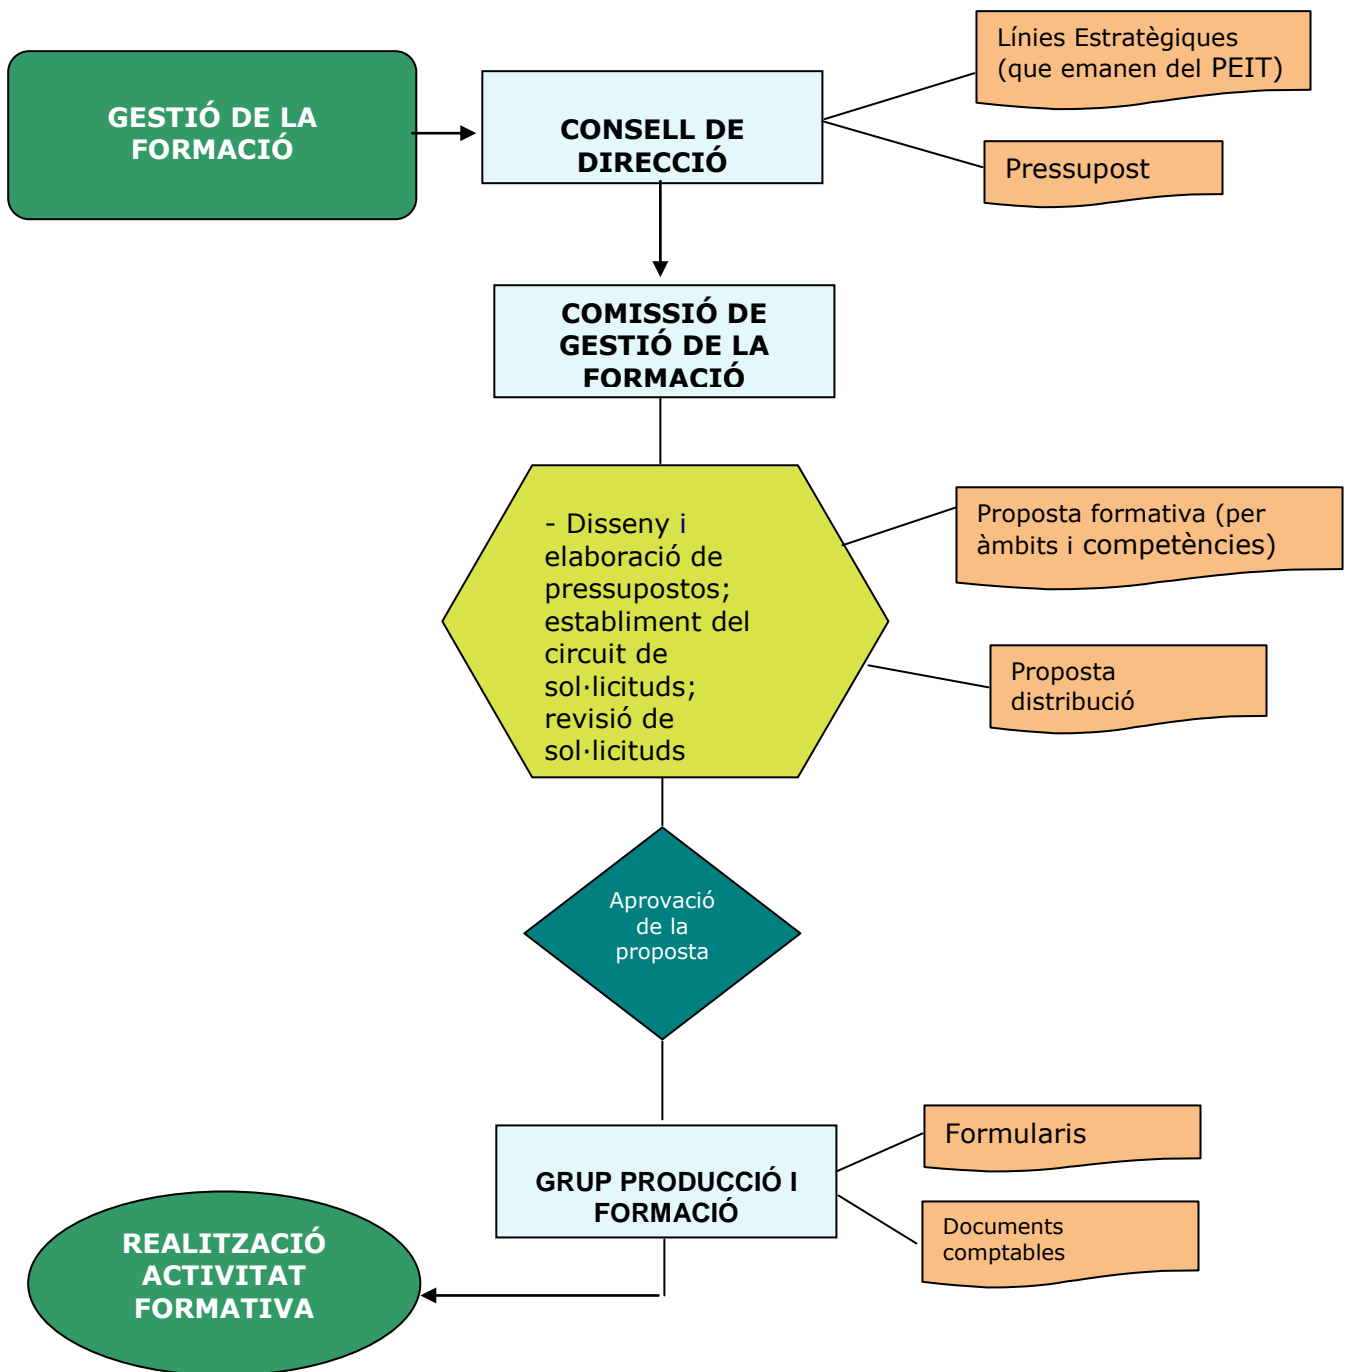 GESTIÓ DE LA
FORMACIÓ
CONSELL DE
DIRECCIÓ
Línies Estratègiques
(que emanen del PEIT)
Pressupost
COMISSIÓ DE
GESTIÓ DE LA
FORMACIÓ
- Disseny i
elaboració de
pressupostos;
establiment del
circuit de
sol·licituds;
revisió de
sol·licituds
Proposta formativa (per
àmbits i competències)
Proposta
distribució
Aprovació
de la
proposta
GRUP PRODUCCIÓ I
FORMACIÓ
Formularis
Documents
comptables
REALITZACIÓ
ACTIVITAT
FORMATIVA